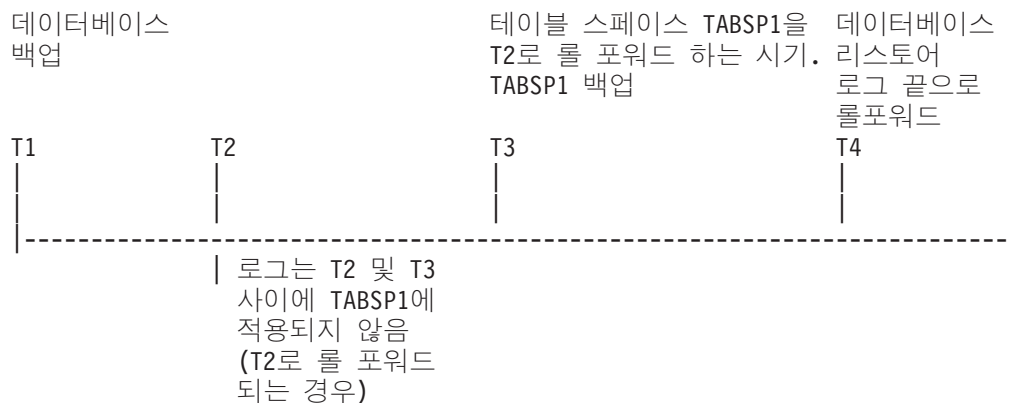 데이터베이스
백업
테이블 스페이스 TABSP1을
T2로 롤 포워드 하는 시기.
TABSP1 백업
데이터베이스
리스토어
로그 끝으로
롤포워드
T1
T2
T3
T4
로그는 T2 및 T3
사이에 TABSP1에
적용되지 않음
(T2로 롤 포워드
되는 경우)